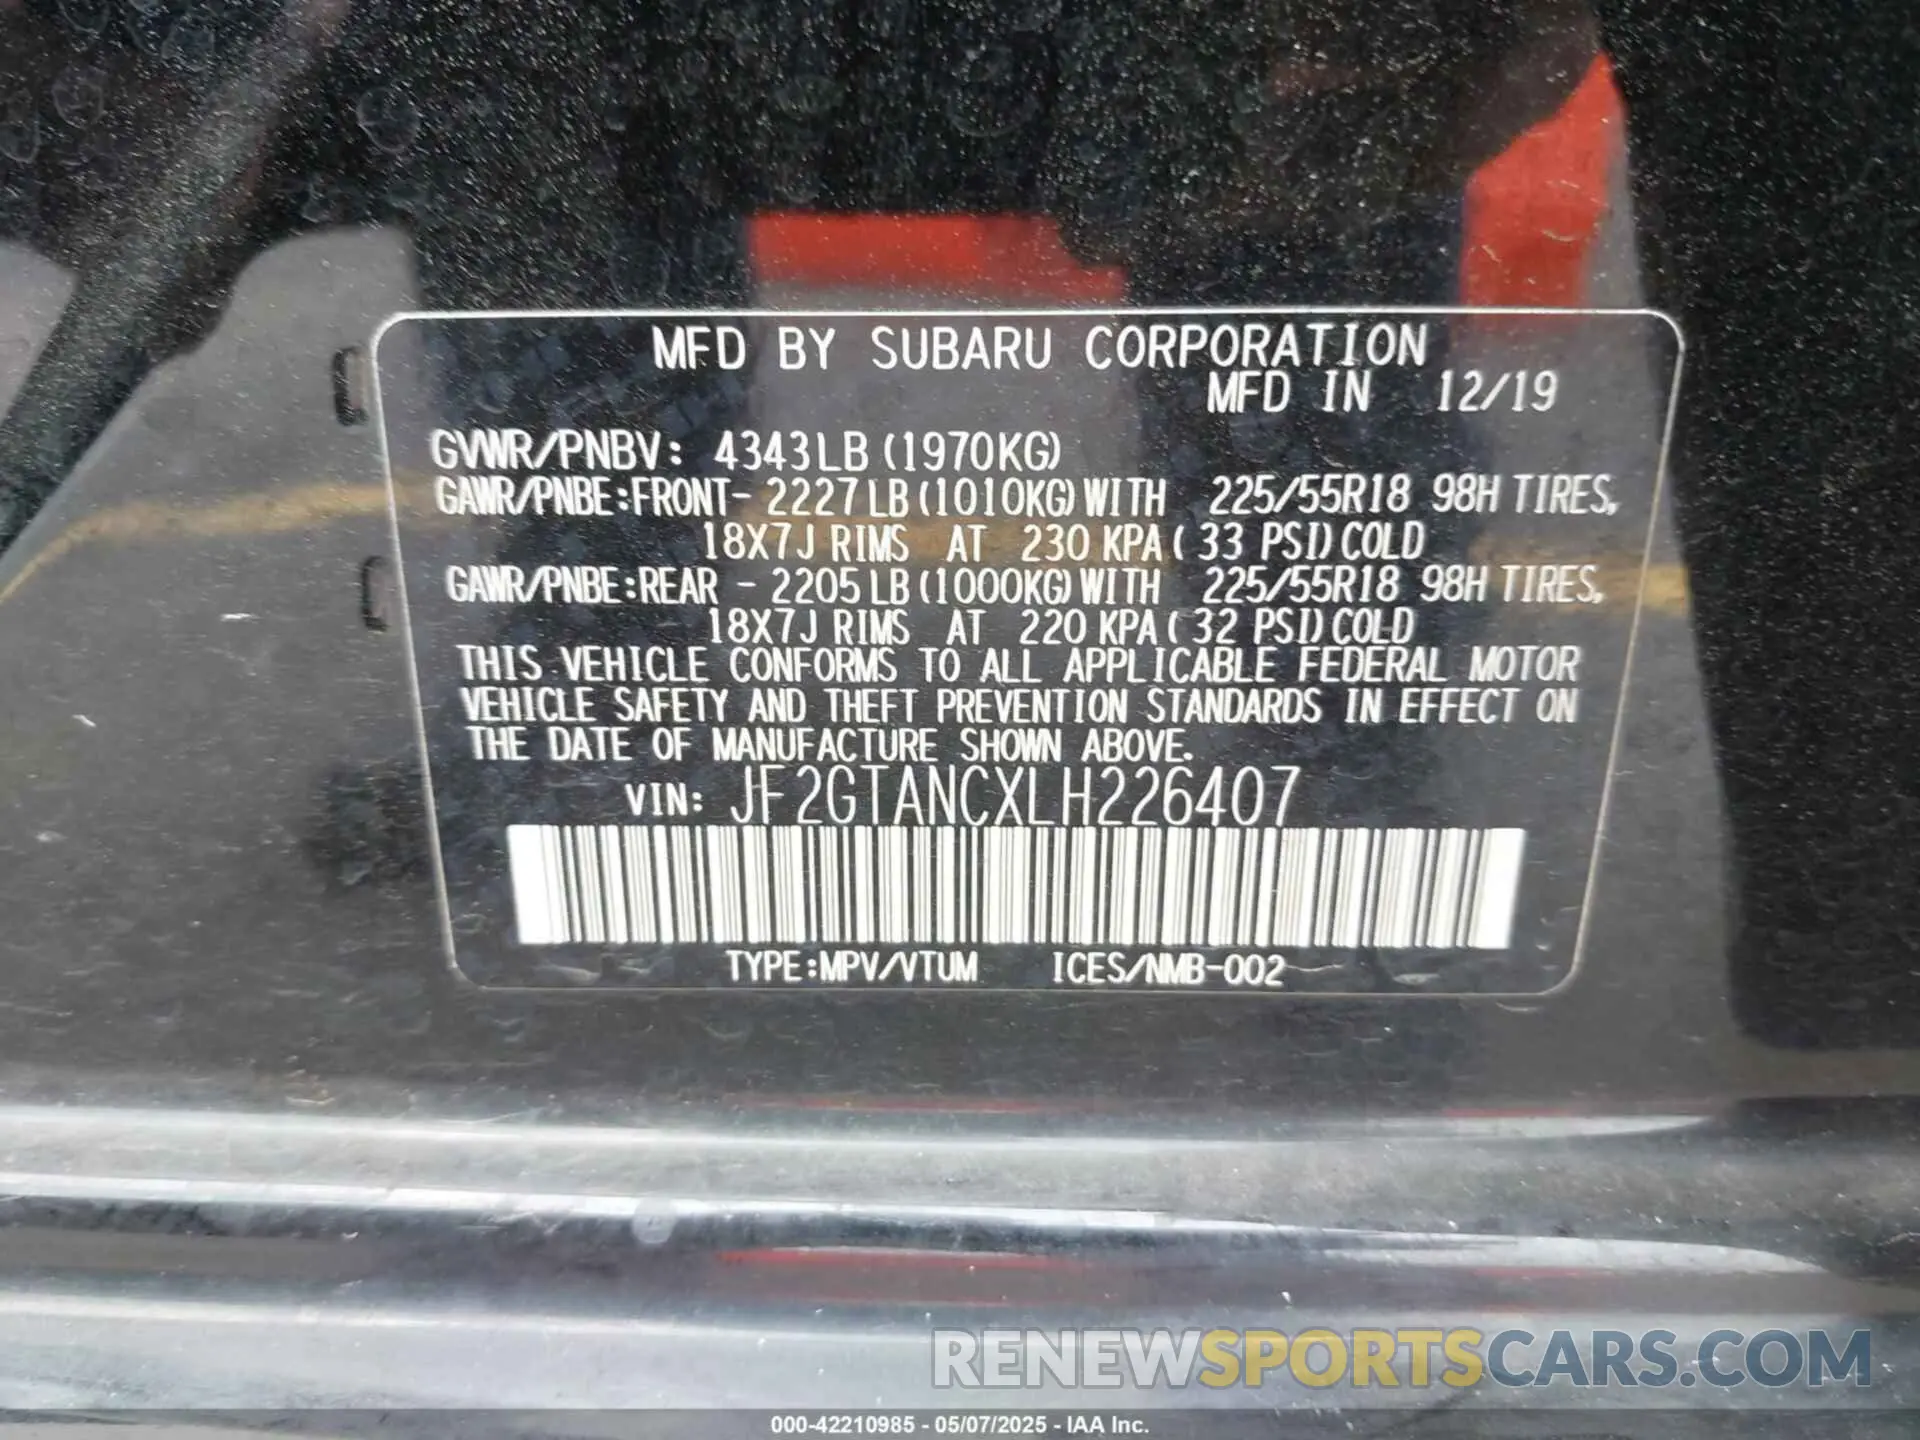 MFD BY SUBARU CORPORATION
MFD IN 12/19
GVWR/PNBV: 4343LB (1970KG)
GAWR/PNBE:FRONT- 2227LB (1010KG) WITH 225/55R18 98H TIRES,
18X7J RIMS AT 230 KPA ( 33 PSI) COLD
GAWR/PNBE:REAR - 2205LB (1000KG) WITH 225/55R18 98H TIRES,
18X7J RIMS AT 220 KPA ( 32 PSI) COLD
THIS VEHICLE CONFORMS TO ALL APPLICABLE FEDERAL MOTOR
VEHICLE SAFETY AND THEFT PREVENTION STANDARDS IN EFFECT ON
THE DATE OF MANUFACTURE SHOWN ABOVE.
VIN: JF2GTANCXLH226407
TYPE:MPV/VTUM ICES/NMB-002
RENEWSPORTSCARS.COM
000-42210985 - 05/07/2025 - IAA Inc.